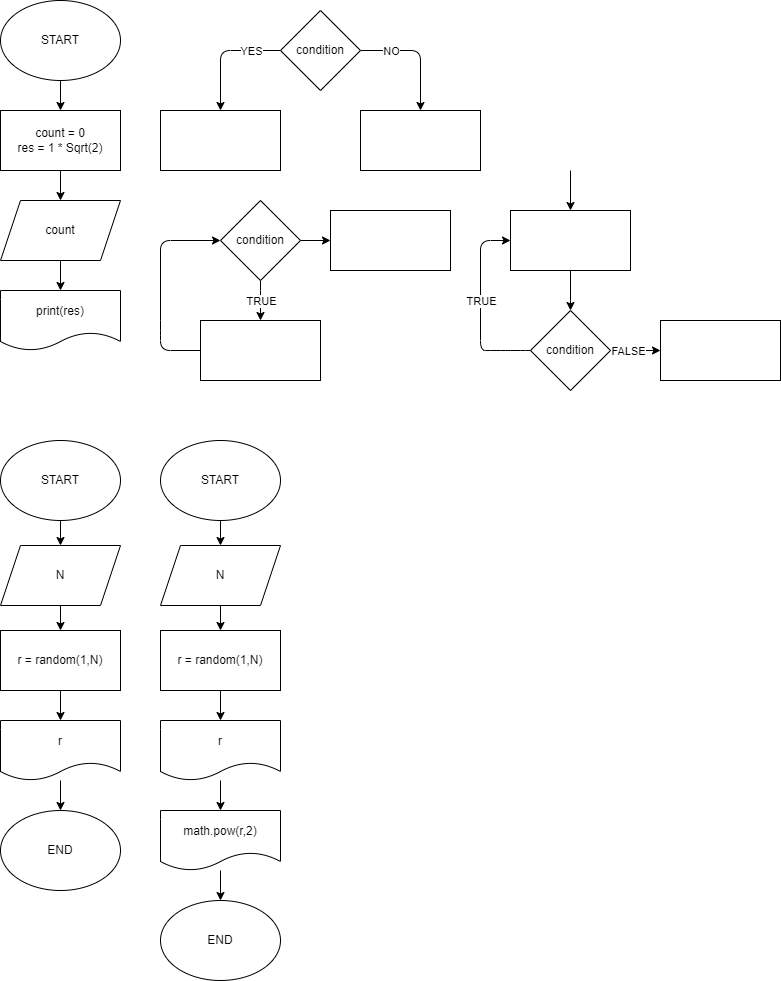 START
count = 0
res = 1 * Sqrt(2)
count
print(res)
condition
YES
NO
condition
TRUE
TRUE
condition
FALSE
START
N
r = random(1,N)
r
END
START
N
r = random(1,N)
r
math.pow(r,2)
END